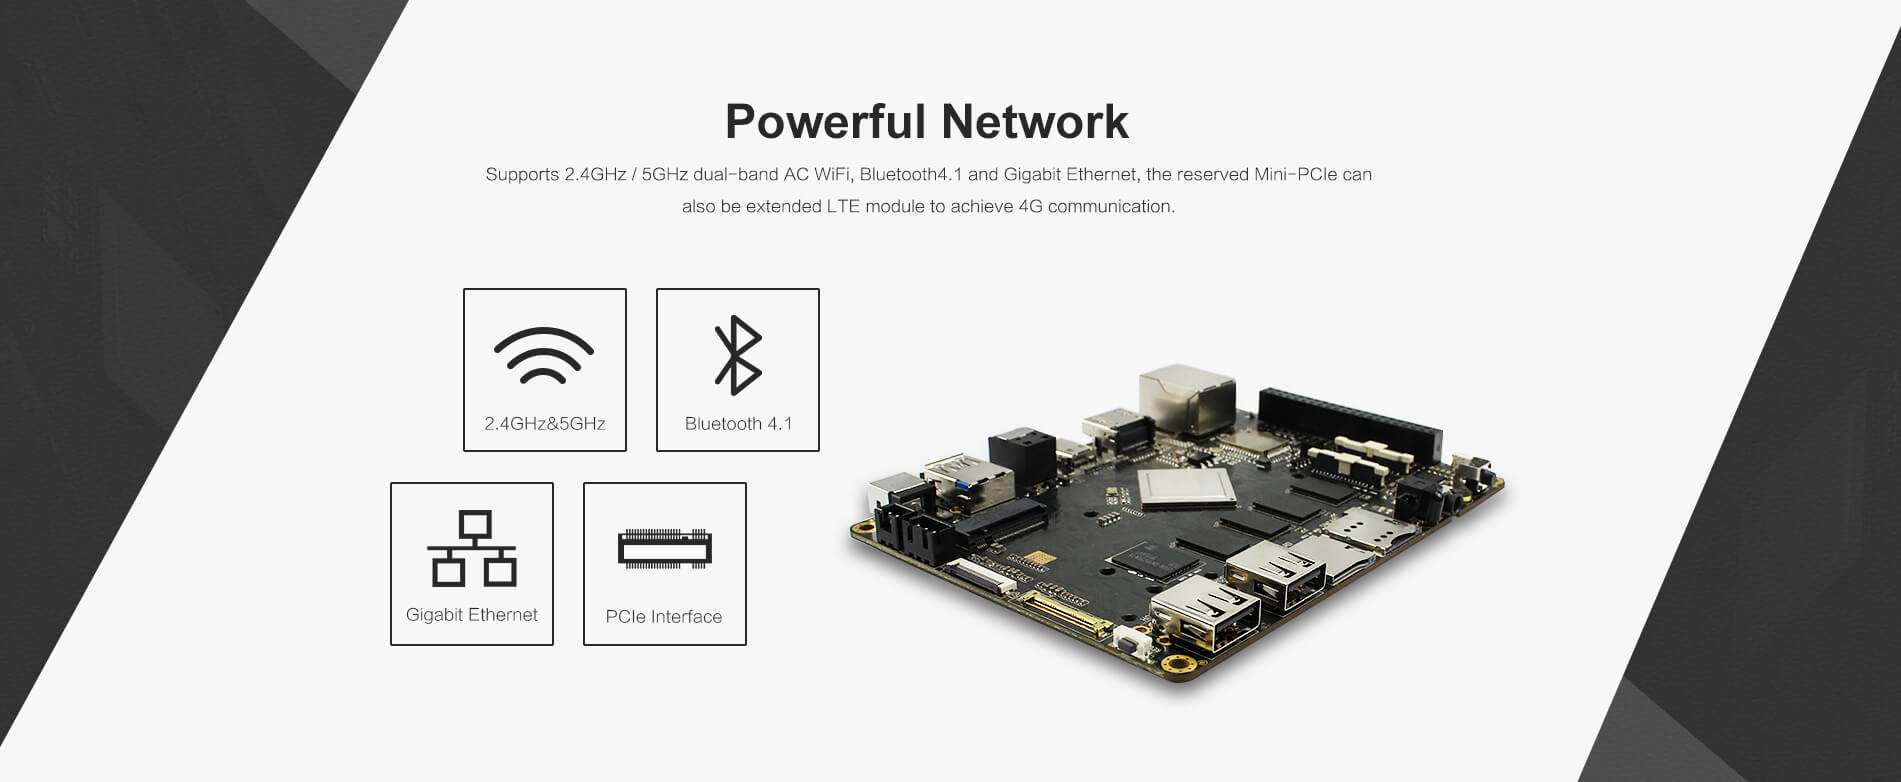 Powerful Network
Supports 2.4GHz / 5GHz dual-band AC WiFi, Bluetooth4.1 and Gigabit Ethernet, the reserved Mini-PCIe can
also be extended LTE module to achieve 4G communication.
2.4GHz&5GHz
Bluetooth 4.1
Gigabit Ethernet
PCIe Interface